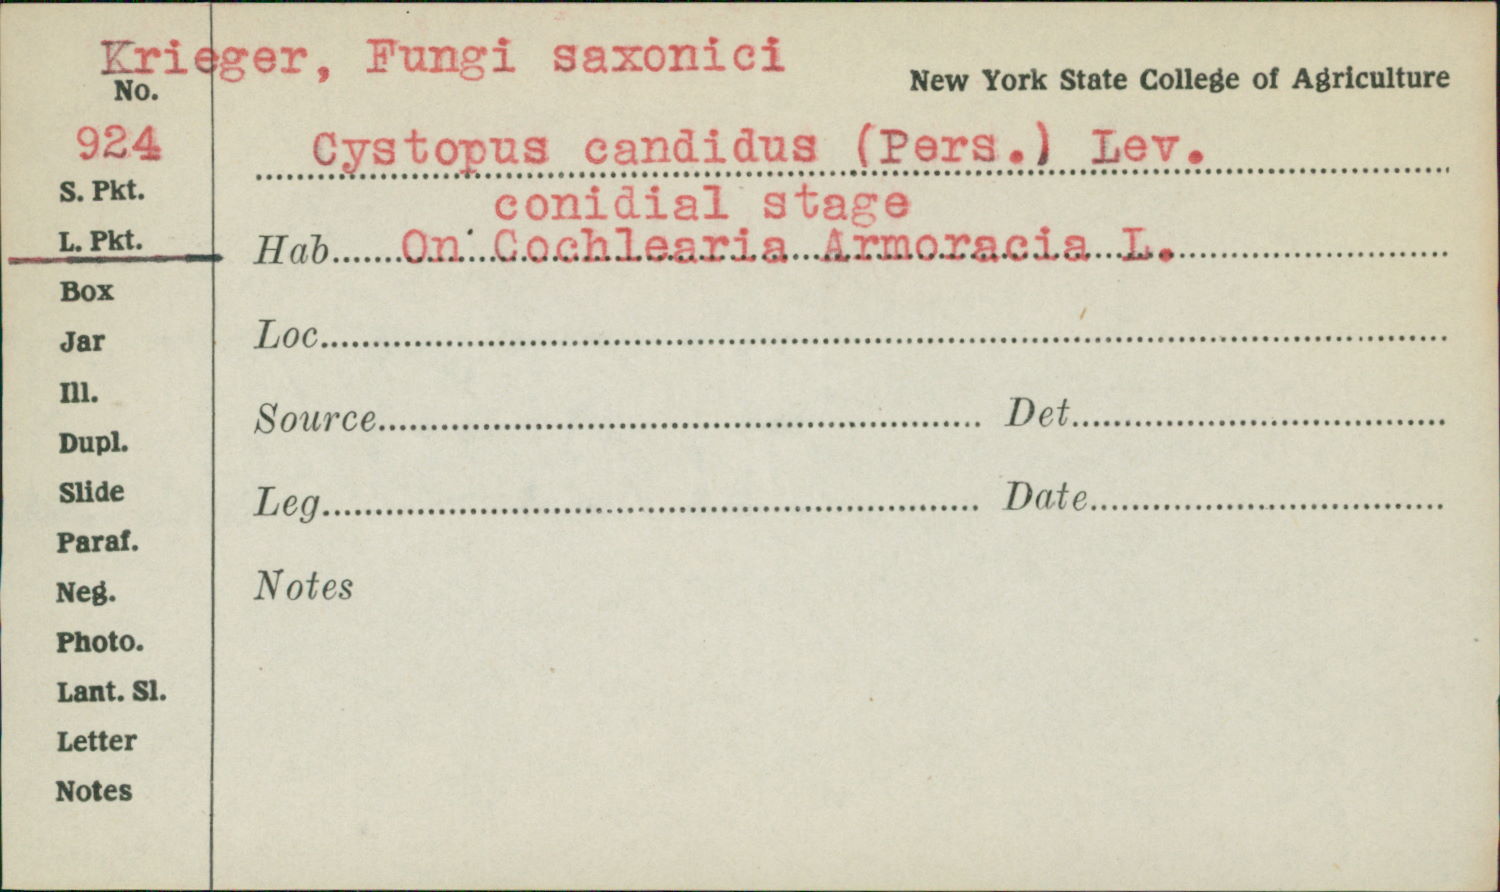 Krieger, Fungi saxonici
New York State College of Agriculture
No.
924
Cystopus candidus (Pers.) Lev.
conidial stage
S. Pkt.
L. Pkt.
Hab. On Cochlearia Armoracia L.
Box
Jar
Loc.
Ill.
Source
Det.
Dupl.
Slide
Leg.
Date
Paraf.
Neg.
Notes
Photo.
Lant. Sl.
Letter
Notes